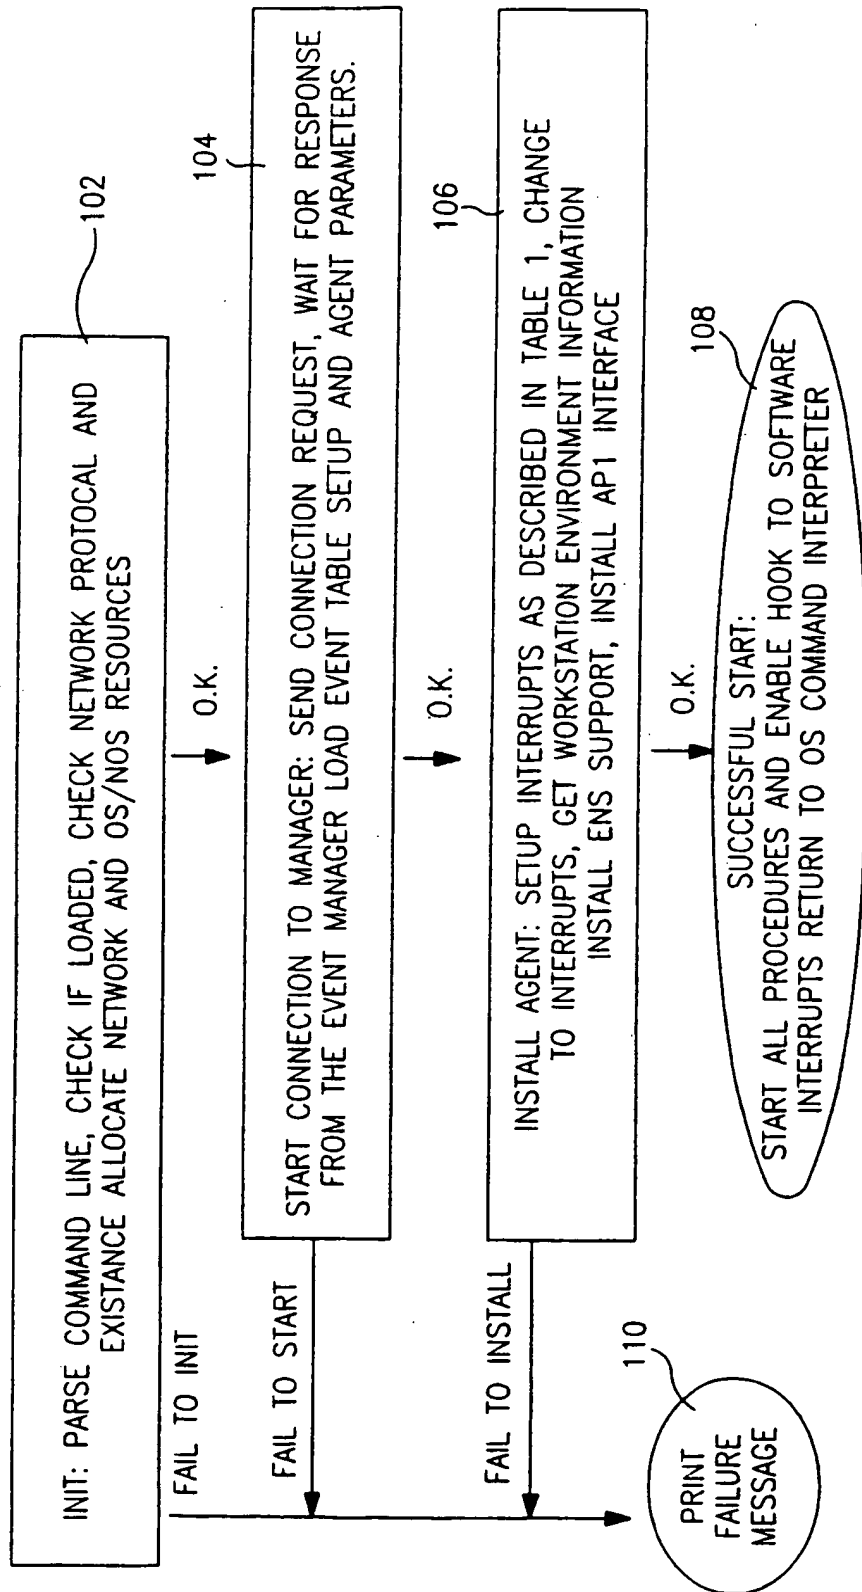 INIT: PARSE COMMAND LINE, CHECK IF LOADED, CHECK NETWORK PROTOCAL AND
EXISTANCE ALLOCATE NETWORK AND OS/NOS RESOURCES
102
FAIL TO INIT
O.K.
104
START CONNECTION TO MANAGER: SEND CONNECTION REQUEST, WAIT FOR RESPONSE
FROM THE EVENT MANAGER LOAD EVENT TABLE SETUP AND AGENT PARAMETERS.
FAIL TO START
O.K.
106
INSTALL AGENT: SETUP INTERRUPTS AS DESCRIBED IN TABLE 1, CHANGE
TO INTERRUPTS, GET WORKSTATION ENVIRONMENT INFORMATION
INSTALL ENS SUPPORT, INSTALL AP1 INTERFACE
FAIL TO INSTALL
O.K.
108
SUCCESSFUL START:
START ALL PROCEDURES AND ENABLE HOOK TO SOFTWARE
INTERRUPTS RETURN TO OS COMMAND INTERPRETER
110
PRINT
FAILURE
MESSAGE